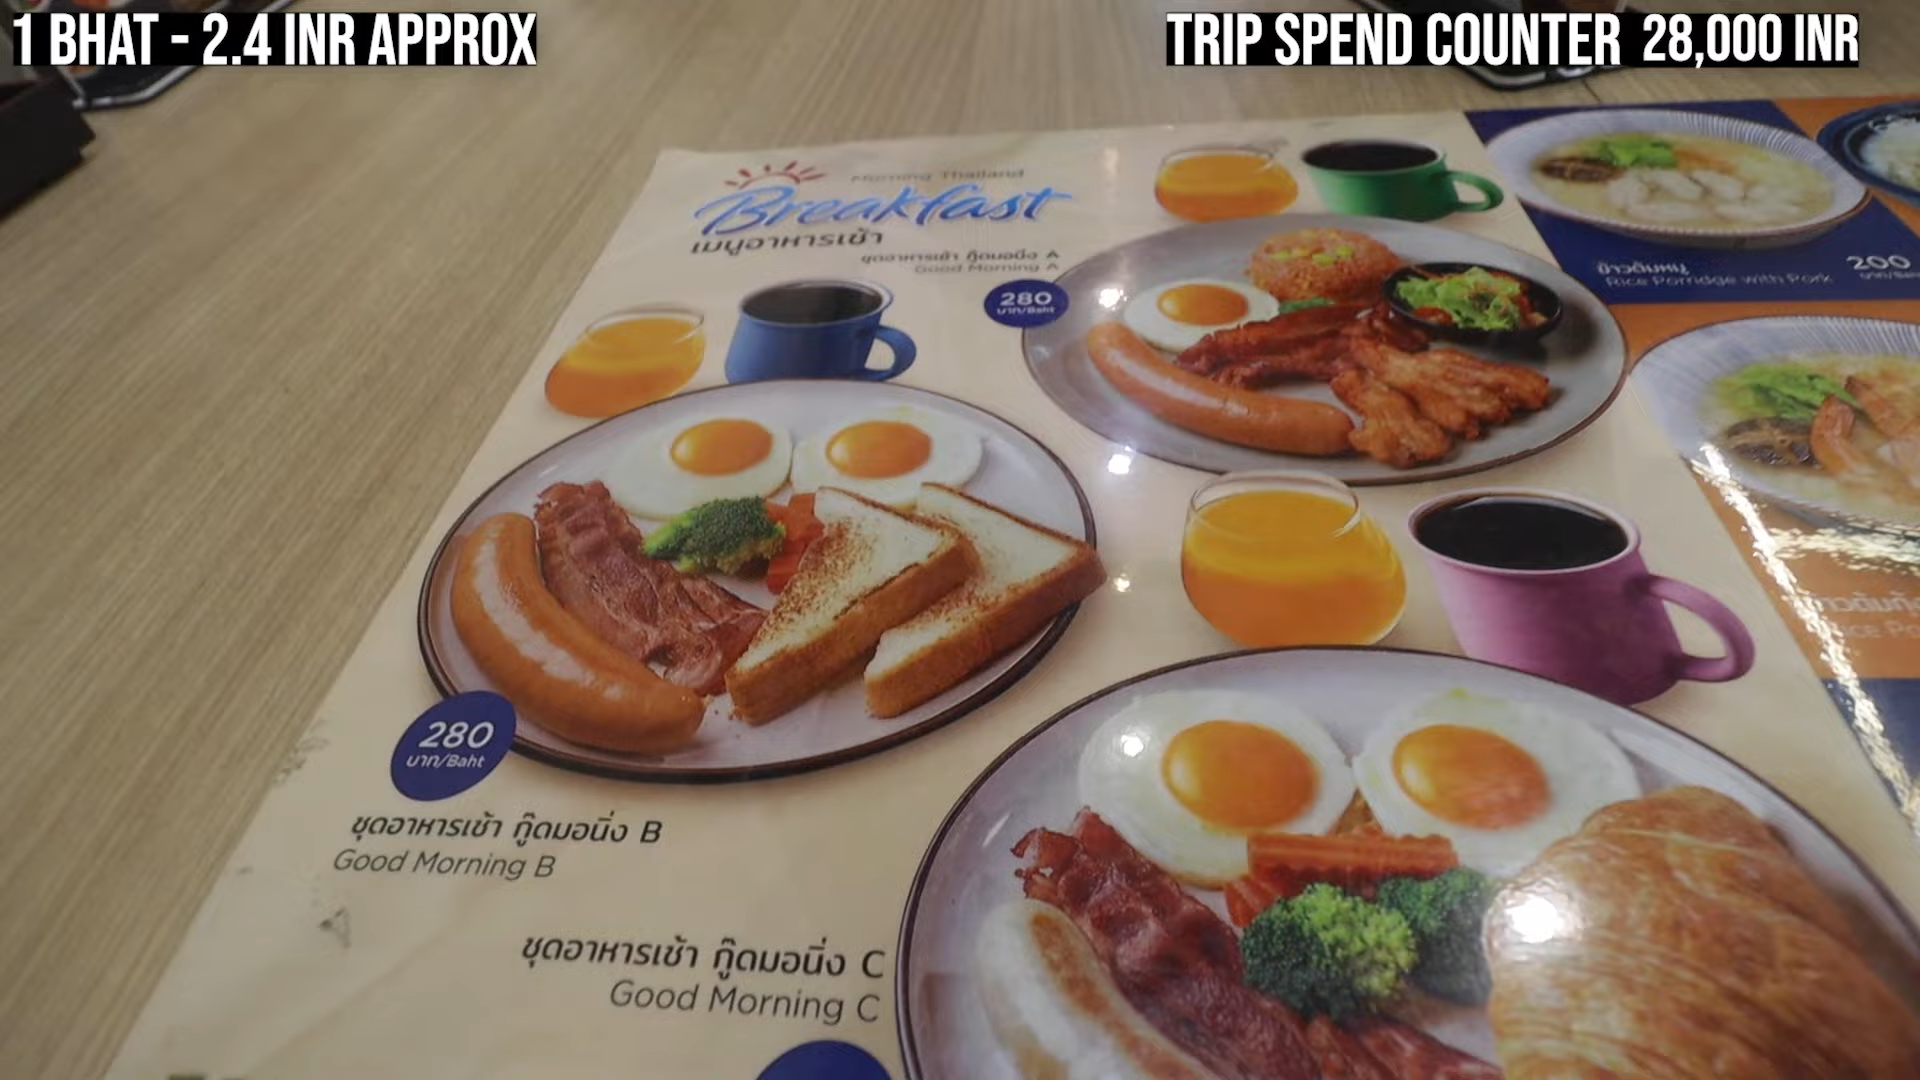 1 BHAT - 2.4 INR APPROX
TRIP SPEND COUNTER 28,000 INR
Morning Thailand
Breakfast
เมนูอาหารเช้า
ชุดอาหารเช้า กู๊ดมอนิ่ง A
Good Morning A
280
บาท/Baht
ข้าวต้มหมู
Rice Porridge with Pork
200
280
บาท/Baht
ชุดอาหารเช้า กู๊ดมอนิ่ง B
Good Morning B
ชุดอาหารเช้า กู๊ดมอนิ่ง C
Good Morning C